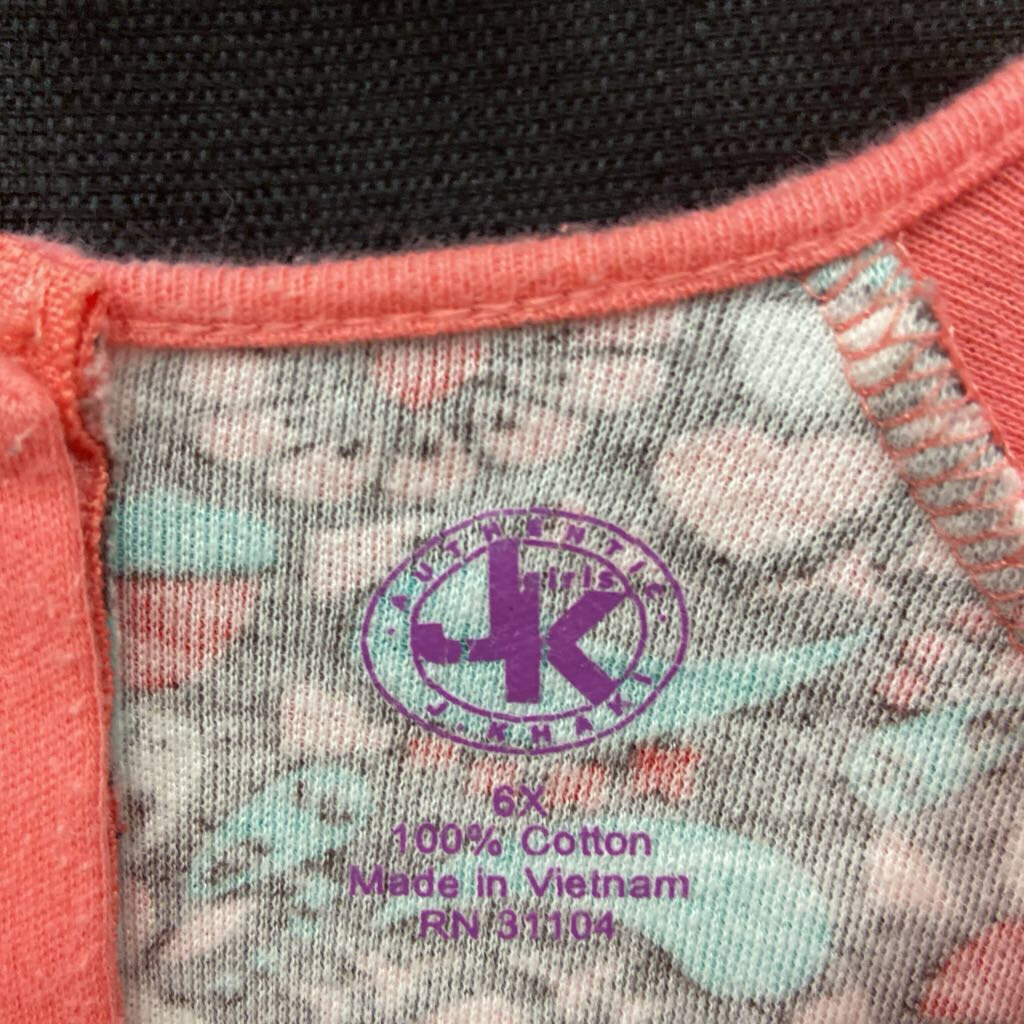 AUTHENTIC
girls
JK
J. KHAKI
6X
100% Cotton
Made in Vietnam
RN 31104